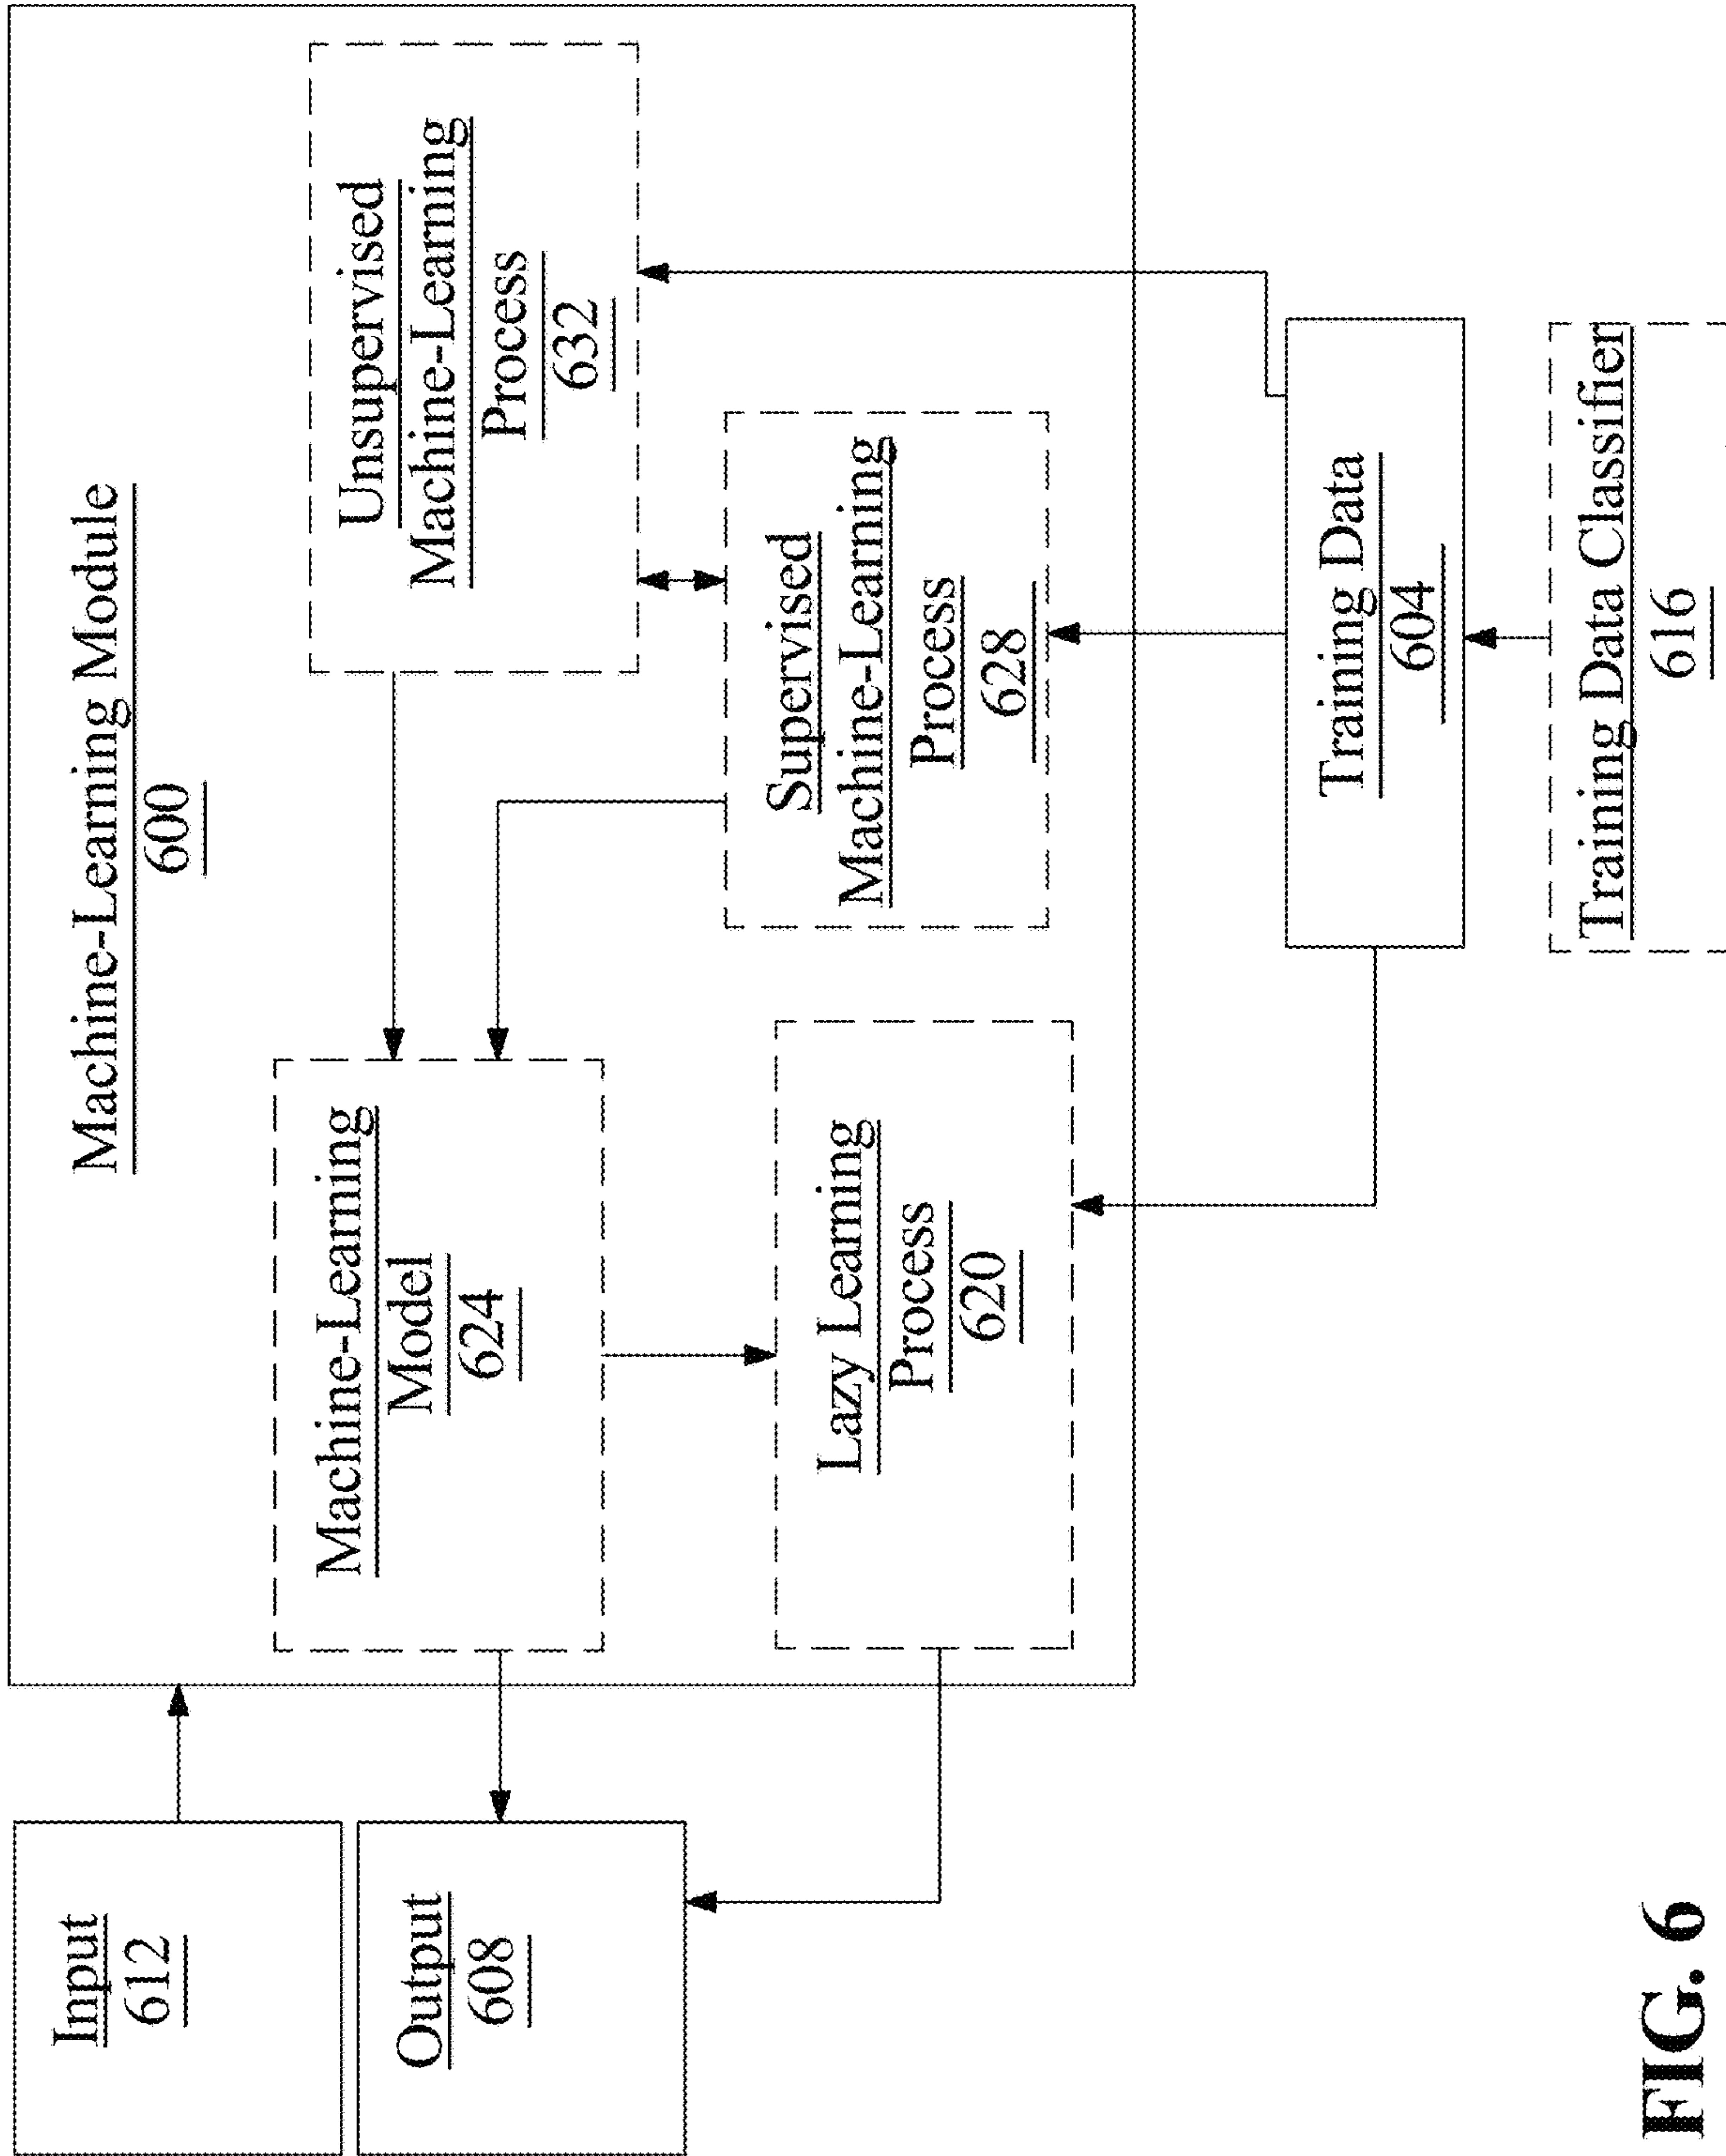 Machine-Learning Module
600
Input
612
Output
608
Machine-Learning
Model
624
Unsupervised
Machine-Learning
Process
632
Lazy Learning
Process
620
Supervised
Machine-Learning
Process
628
Training Data
604
Training Data Classifier
616
FIG. 6